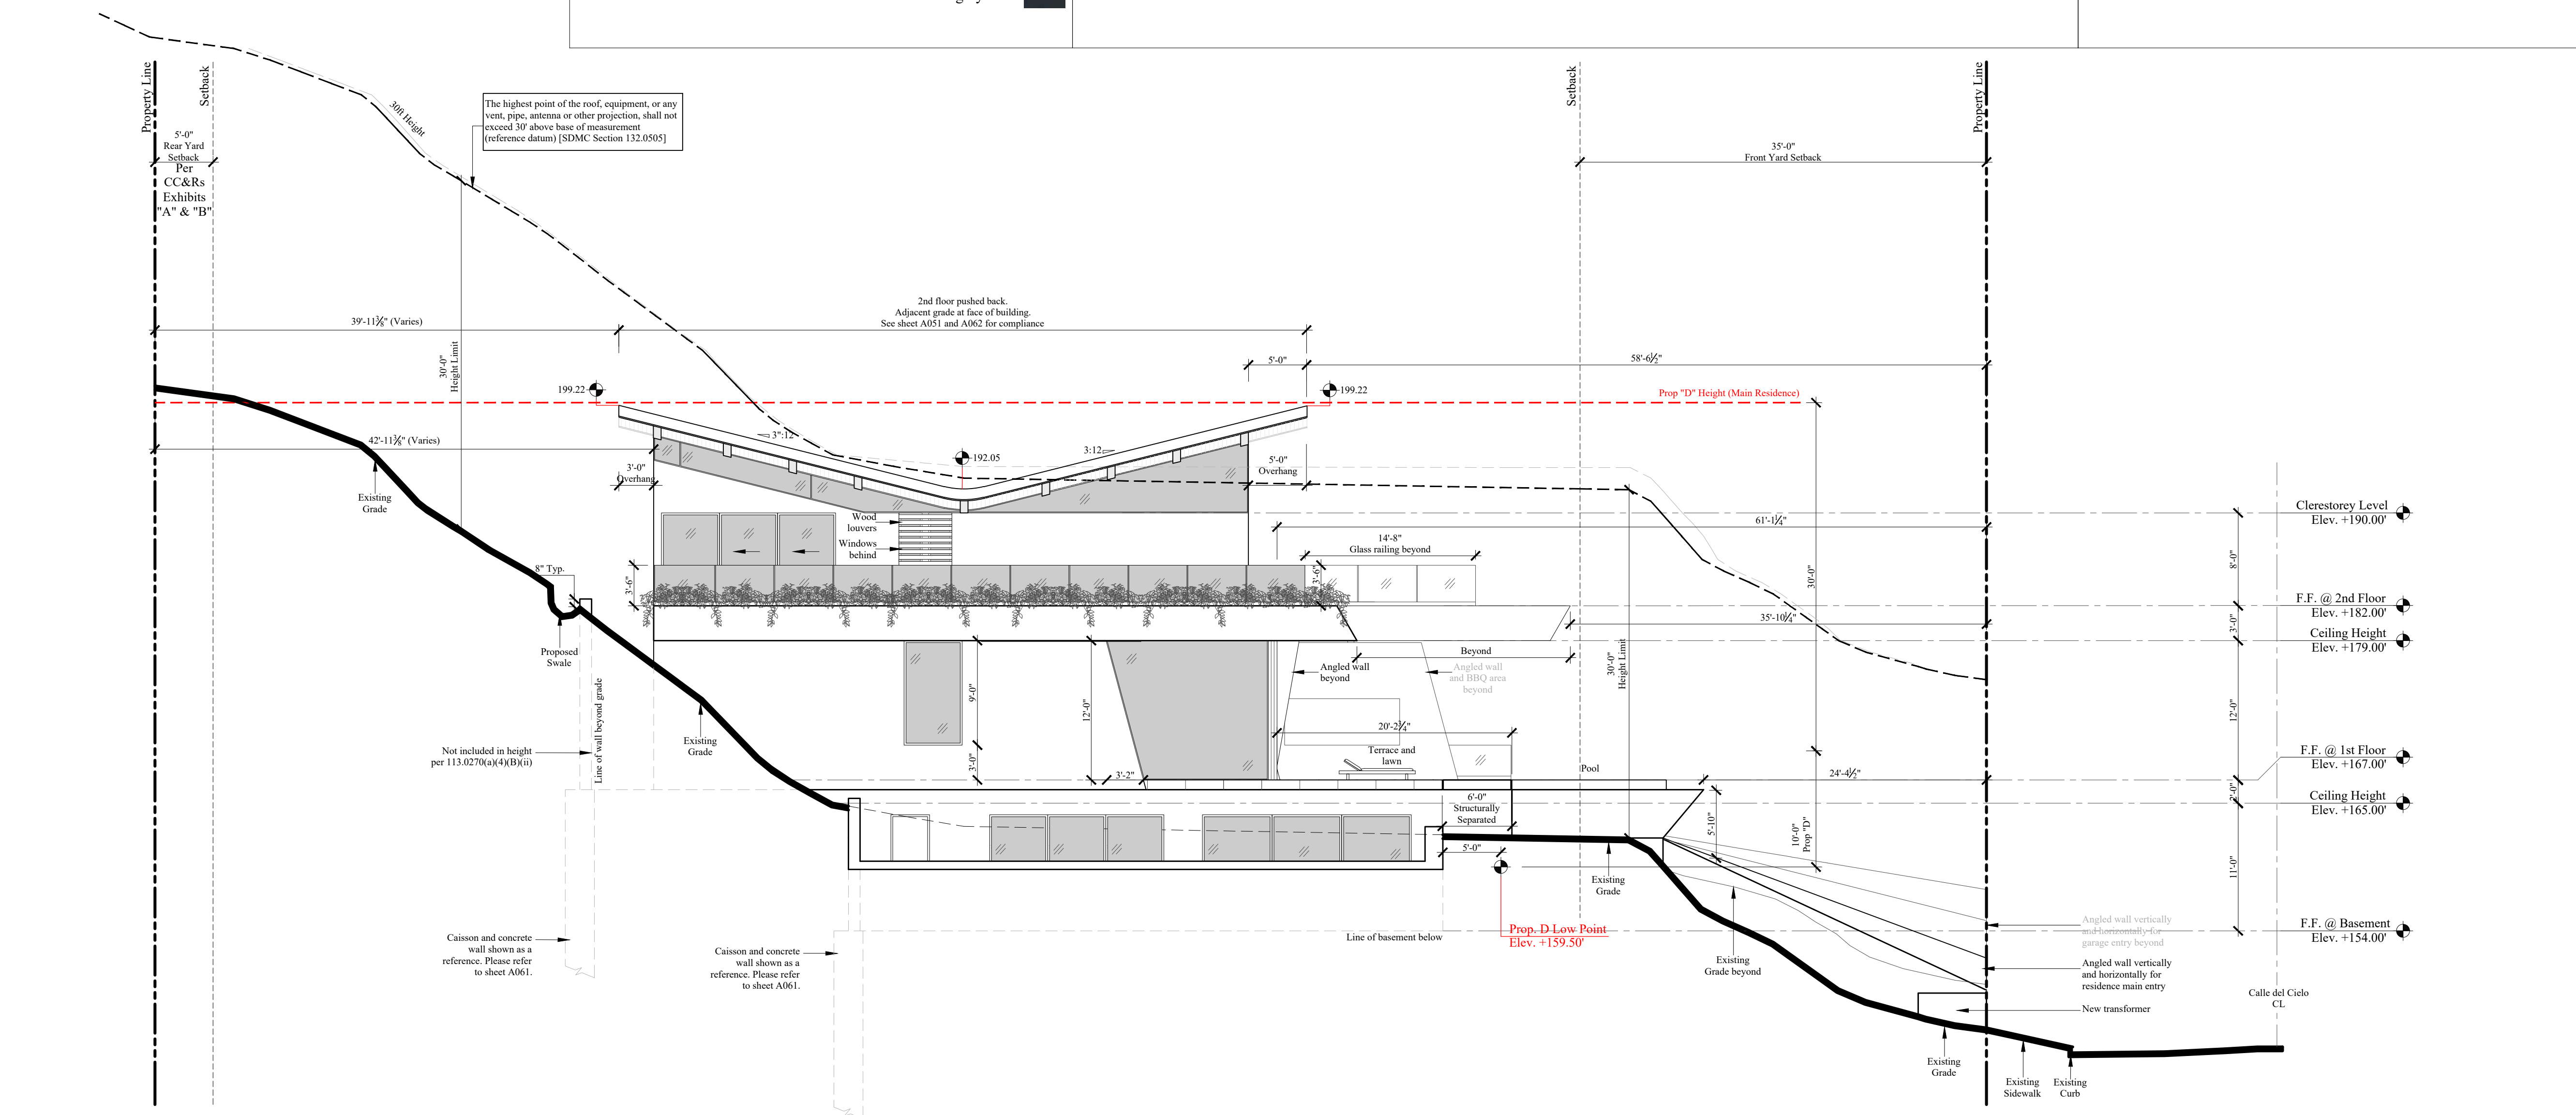 Property Line
Setback
5'-0"
Rear Yard
Setback
Per
CC&Rs
Exhibits
"A" & "B"
30ft Height
The highest point of the roof, equipment, or any
vent, pipe, antenna or other projection, shall not
exceed 30' above base of measurement
(reference datum) [SDMC Section 132.0505]
Setback
Property Line
35'-0"
Front Yard Setback
2nd floor pushed back.
Adjacent grade at face of building.
See sheet A051 and A062 for compliance
39'-11⅜" (Varies)
30'-0"
Height Limit
5'-0"
58'-6½"
199.22
199.22
Prop "D" Height (Main Residence)
42'-11⅜" (Varies)
3":12
192.05
3:12
3'-0"
Overhang
5'-0"
Overhang
Existing
Grade
Wood
louvers
Windows
behind
61'-1¼"
14'-8"
Glass railing beyond
Clerestorey Level
Elev. +190.00'
8'-0"
30'-0"
8" Typ.
3'-6"
3'-6"
F.F. @ 2nd Floor
Elev. +182.00'
35'-10¼"
3'-0"
Ceiling Height
Elev. +179.00'
Proposed
Swale
Beyond
Angled wall
beyond
Angled wall
and BBQ area
beyond
30'-0"
Height Limit
Line of wall beyond grade
9'-0"
12'-0"
12'-0"
20'-2¾"
Existing
Grade
Not included in height
per 113.0270(a)(4)(B)(ii)
Terrace and
lawn
F.F. @ 1st Floor
Elev. +167.00'
3'-0"
3'-2"
Pool
24'-4½"
2'-0"
Ceiling Height
Elev. +165.00'
6'-0"
Structurally
Separated
5'-10"
10'-0"
Prop "D"
5'-0"
11'-0"
Existing
Grade
Prop. D Low Point
Elev. +159.50'
Line of basement below
F.F. @ Basement
Elev. +154.00'
Angled wall vertically
and horizontally for
garage entry beyond
Caisson and concrete
wall shown as a
reference. Please refer
to sheet A061.
Caisson and concrete
wall shown as a
reference. Please refer
to sheet A061.
Existing
Grade beyond
Angled wall vertically
and horizontally for
residence main entry
New transformer
Calle del Cielo
CL
Existing
Grade
Existing
Sidewalk
Existing
Curb